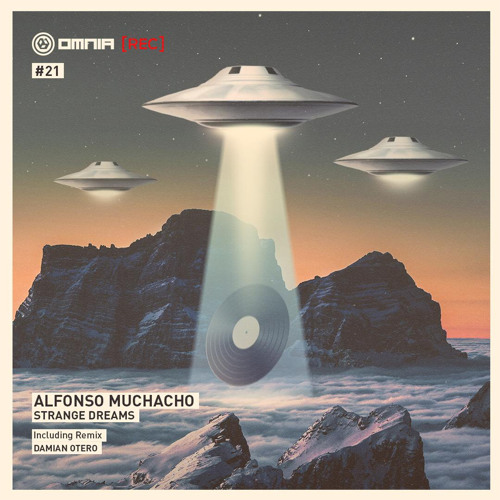 OMNIA [REC]
#21
ALFONSO MUCHACHO
STRANGE DREAMS
Including Remix
DAMIAN OTERO